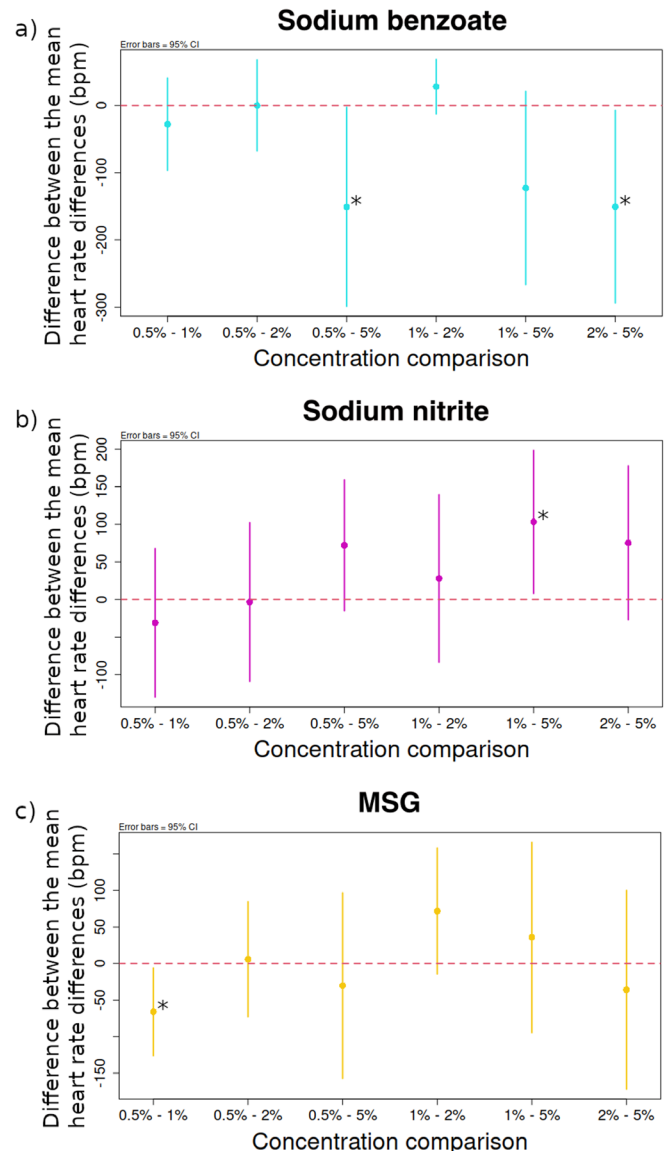 a)
Sodium benzoate
Error bars = 95% CI
Difference between the mean
heart rate differences (bpm)
0
-100
-200
-300
0.5% - 1% 0.5% - 2% 0.5% - 5% 1% - 2% 1% - 5% 2% - 5%
* *
Concentration comparison
b)
Sodium nitrite
Error bars = 95% CI
Difference between the mean
heart rate differences (bpm)
200
150
100
50
0
-100
*
0.5% - 1% 0.5% - 2% 0.5% - 5% 1% - 2% 1% - 5% 2% - 5%
Concentration comparison
c)
MSG
Error bars = 95% CI
Difference between the mean
heart rate differences (bpm)
100
50
0
-50
-150
*
0.5% - 1% 0.5% - 2% 0.5% - 5% 1% - 2% 1% - 5% 2% - 5%
Concentration comparison